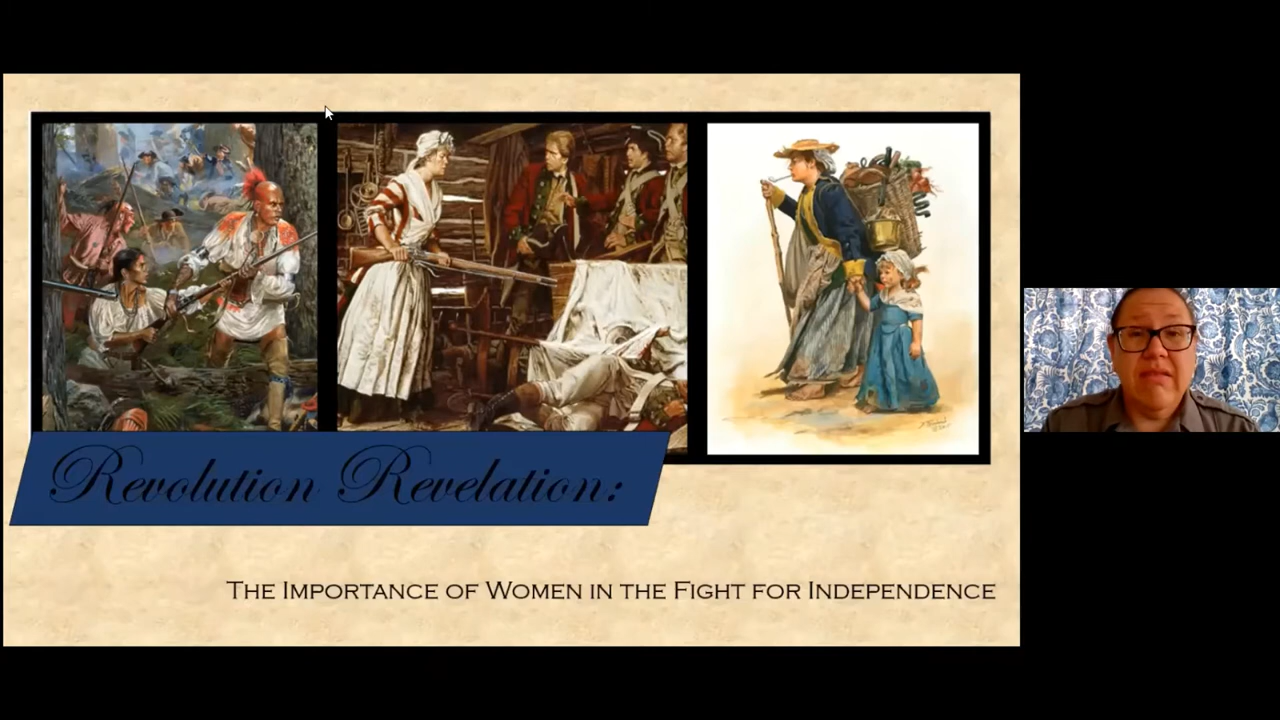 Revolution Revelation:
The Importance of Women in the Fight for Independence